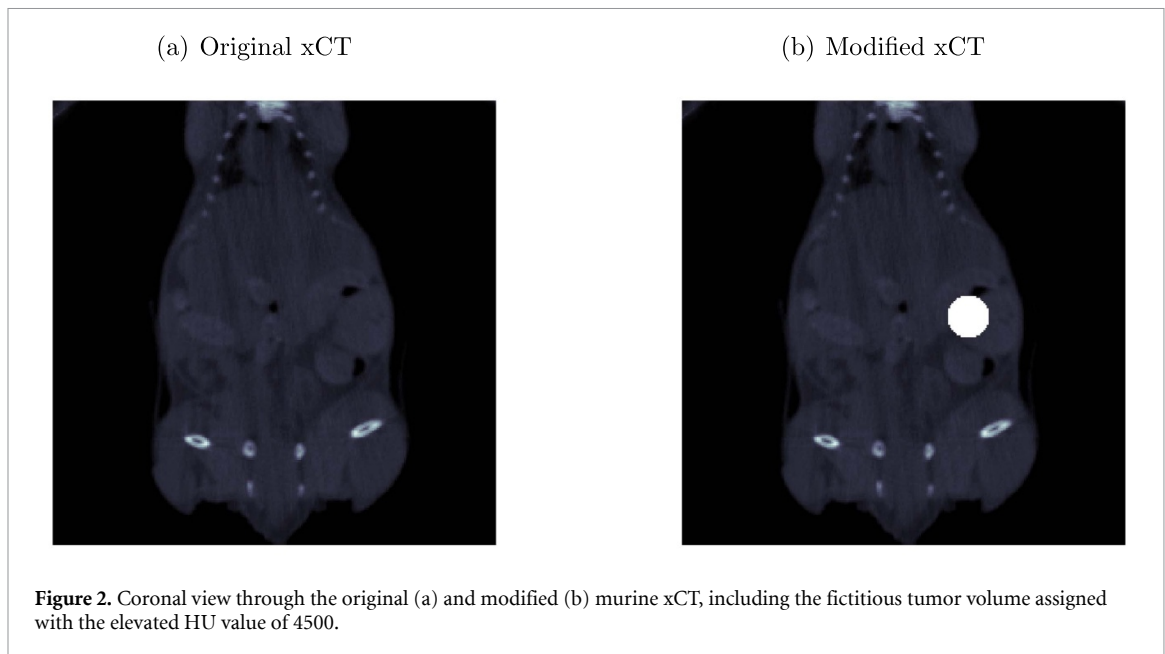 (a) Original xCT
(b) Modified xCT
Figure 2. Coronal view through the original (a) and modified (b) murine xCT, including the fictitious tumor volume assigned
with the elevated HU value of 4500.